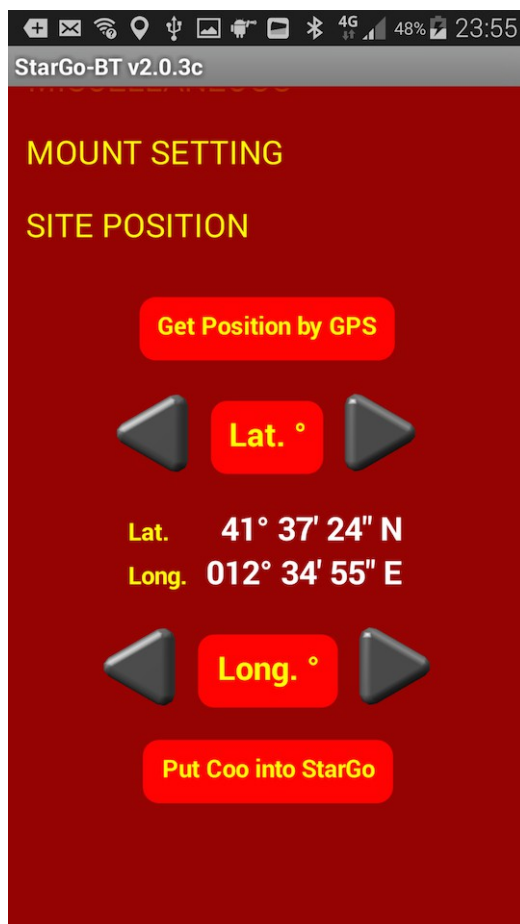 4G 48% 23:55
StarGo-BT v2.0.3c
MISCELLANEOUS
MOUNT SETTING
SITE POSITION
Get Position by GPS
Lat. °
Lat. 41° 37' 24" N
Long. 012° 34' 55" E
Long. °
Put Coo into StarGo